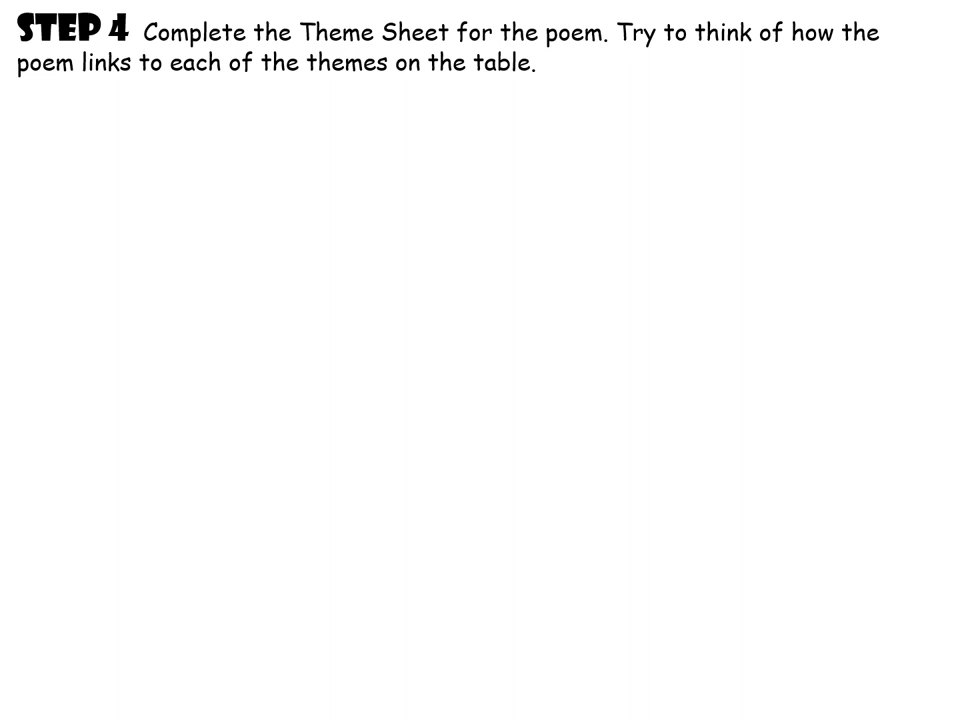 STEP 4 Complete the Theme Sheet for the poem. Try to think of how the
poem links to each of the themes on the table.